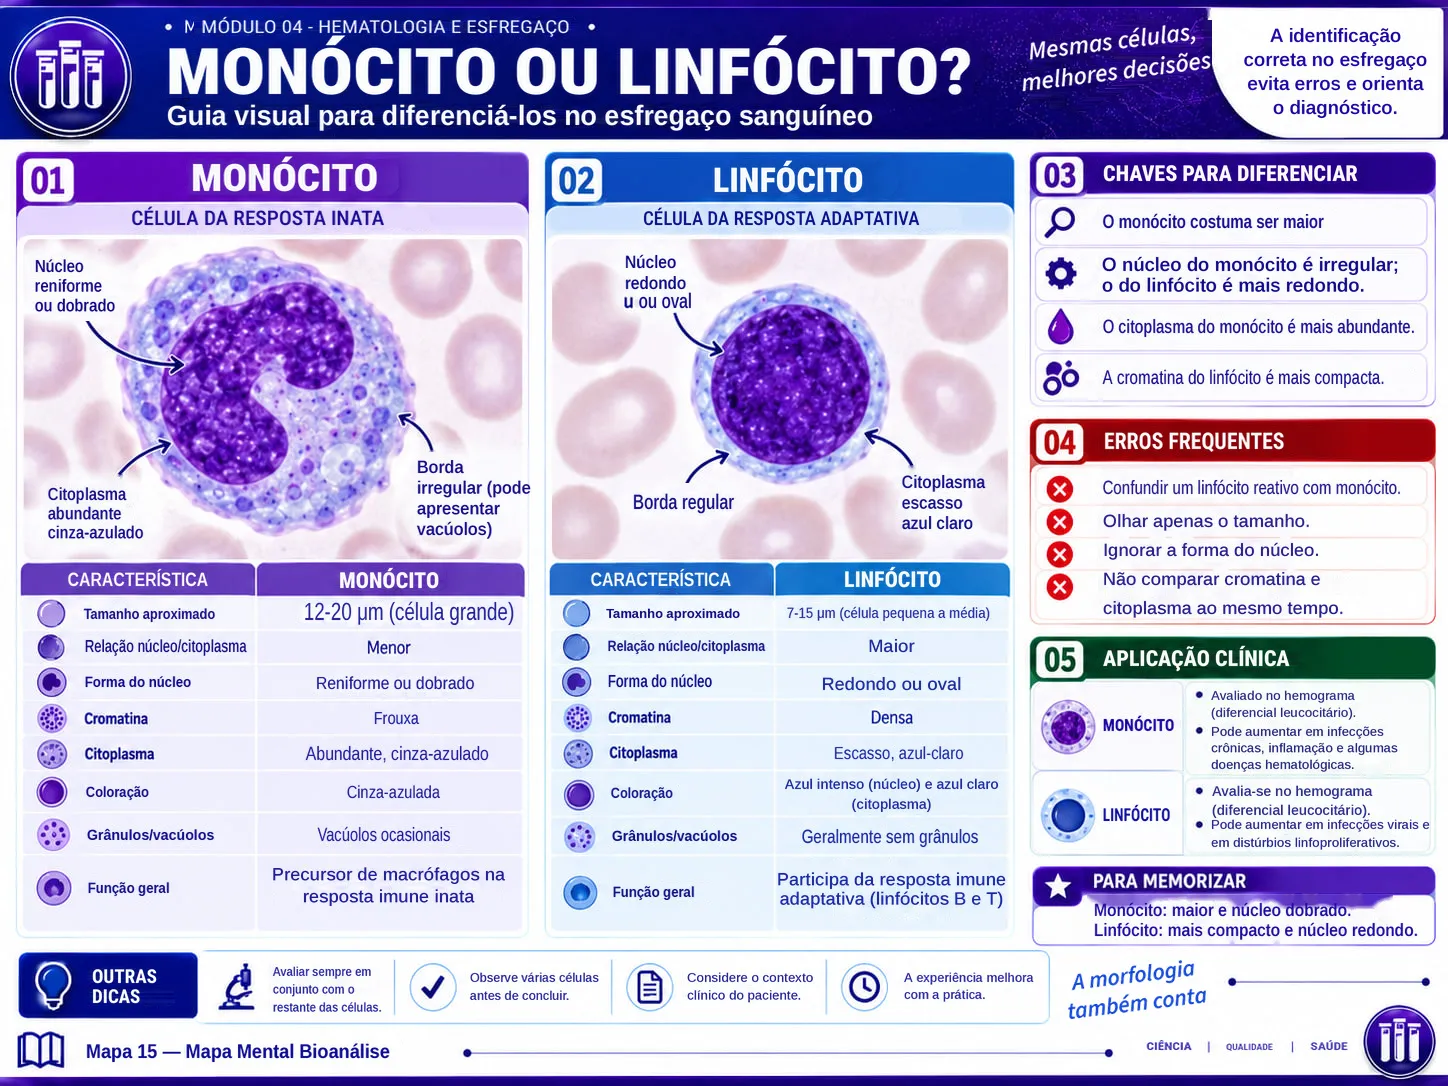 • M MÓDULO 04 - HEMATOLOGIA E ESFREGAÇO •
MONÓCITO OU LINFÓCITO?
Guia visual para diferenciá-los no esfregaço sanguíneo
Mesmas células,
melhores decisões
A identificação
correta no esfregaço
evita erros e orienta
o diagnóstico.
01 MONÓCITO
CÉLULA DA RESPOSTA INATA
Núcleo
reniforme
ou dobrado
Citoplasma
abundante
cinza-azulado
Borda
irregular (pode
apresentar
vacúolos)
CARACTERÍSTICA MONÓCITO
Tamanho aproximado 12-20 µm (célula grande)
Relação núcleo/citoplasma Menor
Forma do núcleo Reniforme ou dobrado
Cromatina Frouxa
Citoplasma Abundante, cinza-azulado
Coloração Cinza-azulada
Grânulos/vacúolos Vacúolos ocasionais
Função geral Precursor de macrófagos na
resposta imune inata
02 LINFÓCITO
CÉLULA DA RESPOSTA ADAPTATIVA
Núcleo
redondo
u ou oval
Borda regular
Citoplasma
escasso
azul claro
CARACTERÍSTICA LINFÓCITO
Tamanho aproximado 7-15 µm (célula pequena a média)
Relação núcleo/citoplasma Maior
Forma do núcleo Redondo ou oval
Cromatina Densa
Citoplasma Escasso, azul-claro
Coloração Azul intenso (núcleo) e azul claro
(citoplasma)
Grânulos/vacúolos Geralmente sem grânulos
Função geral Participa da resposta imune
adaptativa (linfócitos B e T)
03 CHAVES PARA DIFERENCIAR
O monócito costuma ser maior
O núcleo do monócito é irregular;
o do linfócito é mais redondo.
O citoplasma do monócito é mais abundante.
A cromatina do linfócito é mais compacta.
04 ERROS FREQUENTES
Confundir um linfócito reativo com monócito.
Olhar apenas o tamanho.
Ignorar a forma do núcleo.
Não comparar cromatina e
citoplasma ao mesmo tempo.
05 APLICAÇÃO CLÍNICA
MONÓCITO
• Avaliado no hemograma
(diferencial leucocitário).
• Pode aumentar em infecções
crônicas, inflamação e algumas
doenças hematológicas.
LINFÓCITO
• Avalia-se no hemograma
(diferencial leucocitário).
• Pode aumentar em infecções virais e
em distúrbios linfoproliferativos.
PARA MEMORIZAR
Monócito: maior e núcleo dobrado.
Linfócito: mais compacto e núcleo redondo.
OUTRAS
DICAS
Avaliar sempre em
conjunto com o
restante das células.
Observe várias células
antes de concluir.
Considere o contexto
clínico do paciente.
A experiência melhora
com a prática.
A morfologia
também conta
Mapa 15 — Mapa Mental Bioanálise
CIÊNCIA | QUALIDADE | SAÚDE